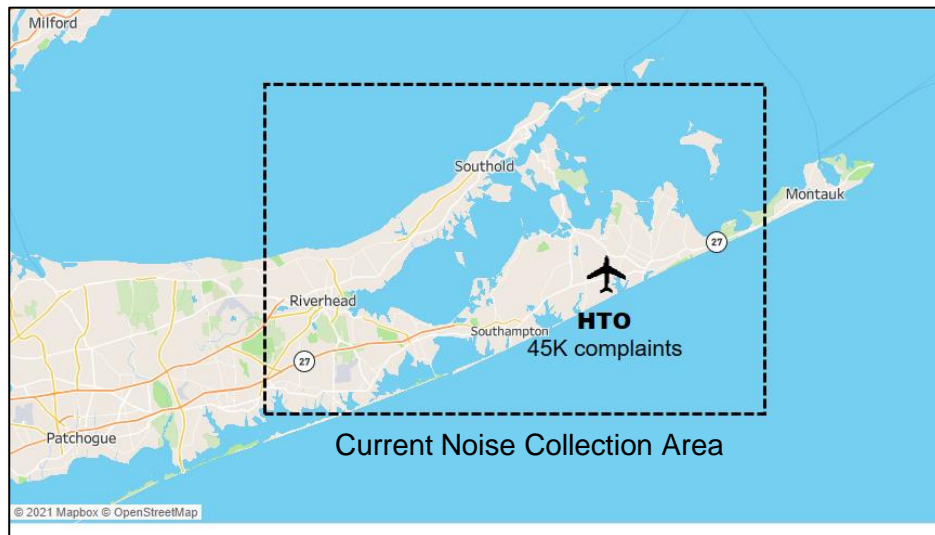 Milford
Southold
Montauk
27
Riverhead
HTO
Southampton
45K complaints
27
Patchogue
Current Noise Collection Area
© 2021 Mapbox © OpenStreetMap